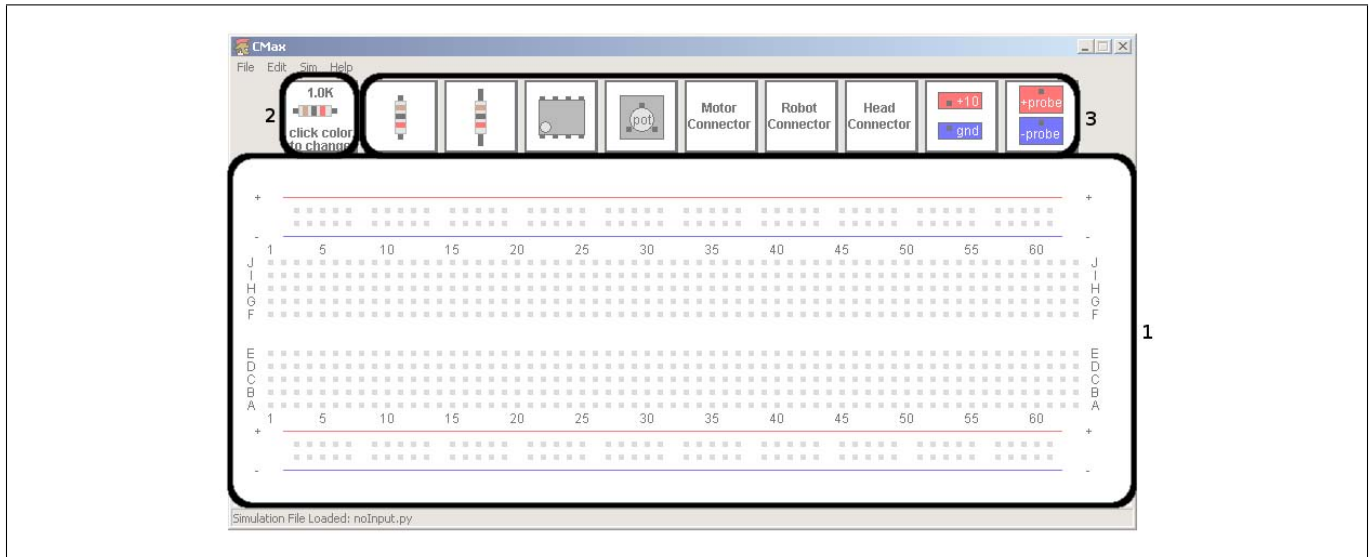 CMax
File Edit Sim Help
1.0K
click color
to change
pot
Motor
Connector
Robot
Connector
Head
Connector
+10
gnd
+probe
-probe
2
3
+ +
- -
1 5 10 15 20 25 30 35 40 45 50 55 60
J J
I I
H H
G G
F F
1
E E
D D
C C
B B
A A
1 5 10 15 20 25 30 35 40 45 50 55 60
+ +
- -
Simulation File Loaded: noInput.py